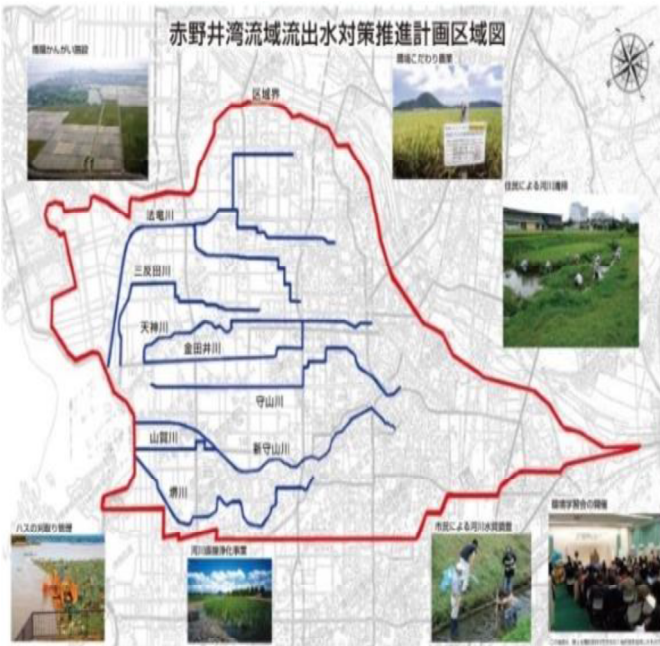 赤野井湾流域流出水対策推進計画区域図
循環かんがい施設
環境こだわり農業
区域界
住民による河川清掃
法竜川
三反田川
天神川
金田井川
守山川
山賀川
新守山川
堺川
ハスの刈取り管理
河川直接浄化事業
市民による河川水質調査
環境学習会の開催